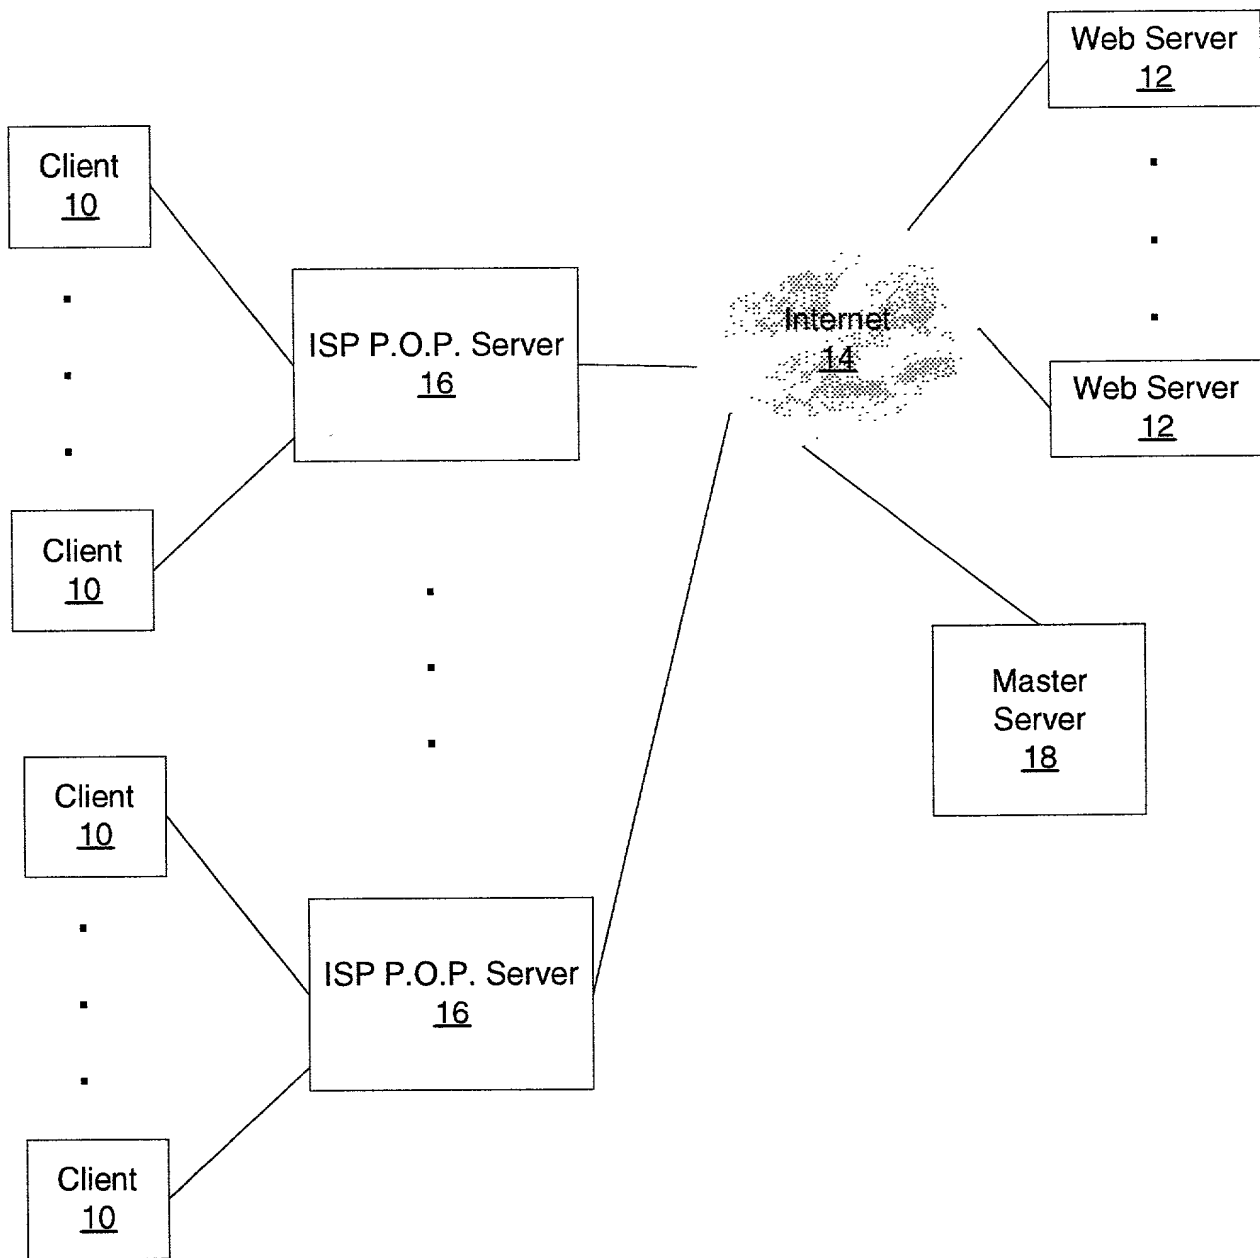 Web Server
12
Client
10
ISP P.O.P. Server
16
Internet
14
Web Server
12
Client
10
Master
Server
18
Client
10
ISP P.O.P. Server
16
Client
10